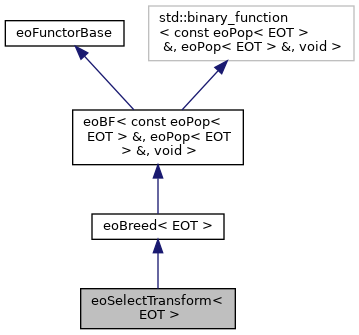 eoFunctorBase
std::binary_function
< const eoPop< EOT >
&, eoPop< EOT > &, void >
eoBF< const eoPop<
EOT > &, eoPop< EOT
> &, void >
eoBreed< EOT >
eoSelectTransform<
EOT >